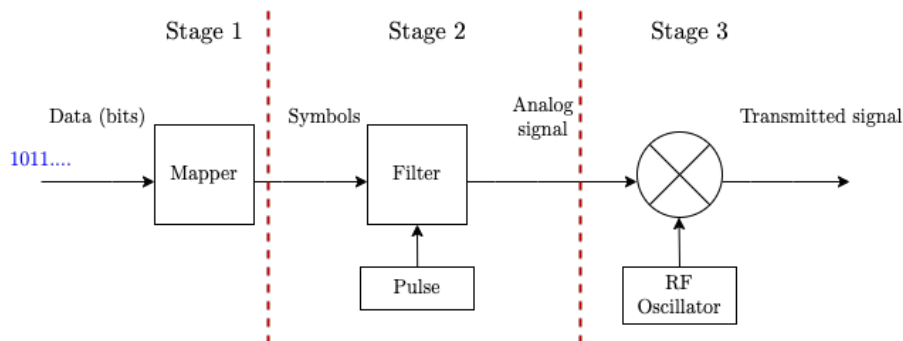 Stage 1
Stage 2
Stage 3
Data (bits)
Symbols
Analog
signal
Transmitted signal
1011....
Mapper
Filter
Pulse
RF
Oscillator